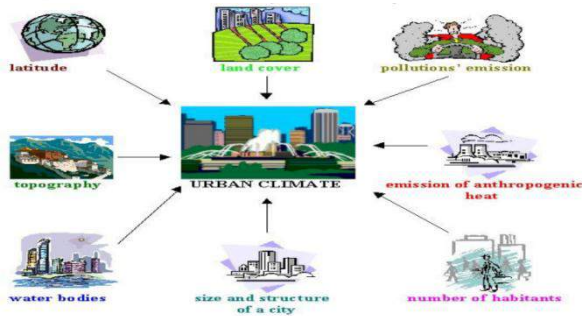 latitude
land cover
pollutions' emission
topography
URBAN CLIMATE
emission of anthropogenic
heat
water bodies
size and structure
of a city
number of habitants